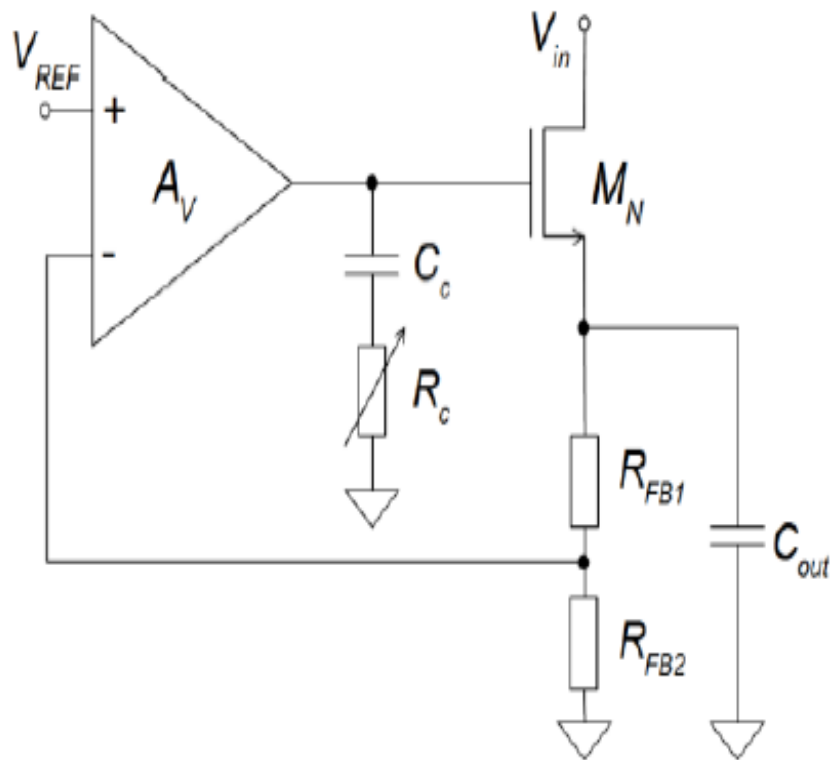 V_REF
+
A_V
-
V_in
M_N
C_c
R_c
R_FB1
C_out
R_FB2